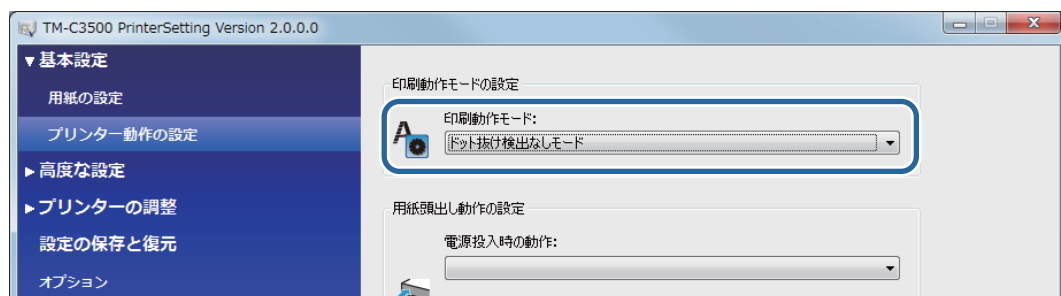 TM-C3500 PrinterSetting Version 2.0.0.0
▼基本設定
用紙の設定
プリンター動作の設定
▶高度な設定
▶プリンターの調整
設定の保存と復元
オプション
印刷動作モードの設定
印刷動作モード:
ドット抜け検出なしモード
用紙頭出し動作の設定
電源投入時の動作: